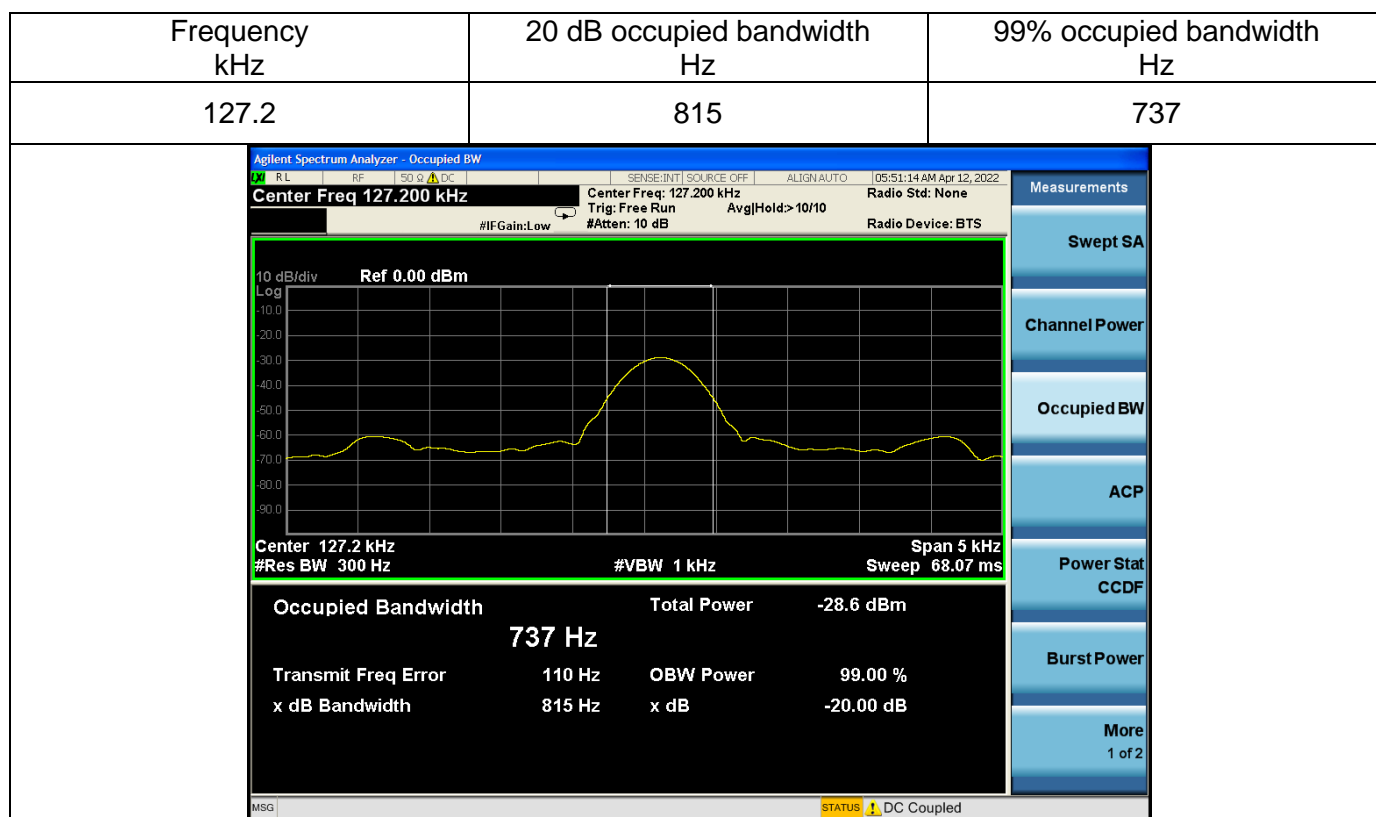 Frequency
kHz
20 dB occupied bandwidth
Hz
99% occupied bandwidth
Hz
127.2
815
737
Agilent Spectrum Analyzer - Occupied BW
LXI RL RF 50 Ω DC SENSE:INT SOURCE OFF ALIGN AUTO 05:51:14 AM Apr 12, 2022
Center Freq 127.200 kHz
Center Freq: 127.200 kHz
Radio Std: None
Trig: Free Run Avg|Hold:>10/10
#IFGain:Low
#Atten: 10 dB
Radio Device: BTS
10 dB/div Ref 0.00 dBm
Log
-10.0
-20.0
-30.0
-40.0
-50.0
-60.0
-70.0
-80.0
-90.0
Center 127.2 kHz Span 5 kHz
#Res BW 300 Hz #VBW 1 kHz Sweep 68.07 ms
Occupied Bandwidth Total Power -28.6 dBm
737 Hz
Transmit Freq Error 110 Hz OBW Power 99.00 %
x dB Bandwidth 815 Hz x dB -20.00 dB
Measurements
Swept SA
Channel Power
Occupied BW
ACP
Power Stat
CCDF
Burst Power
More
1 of 2
MSG STATUS DC Coupled